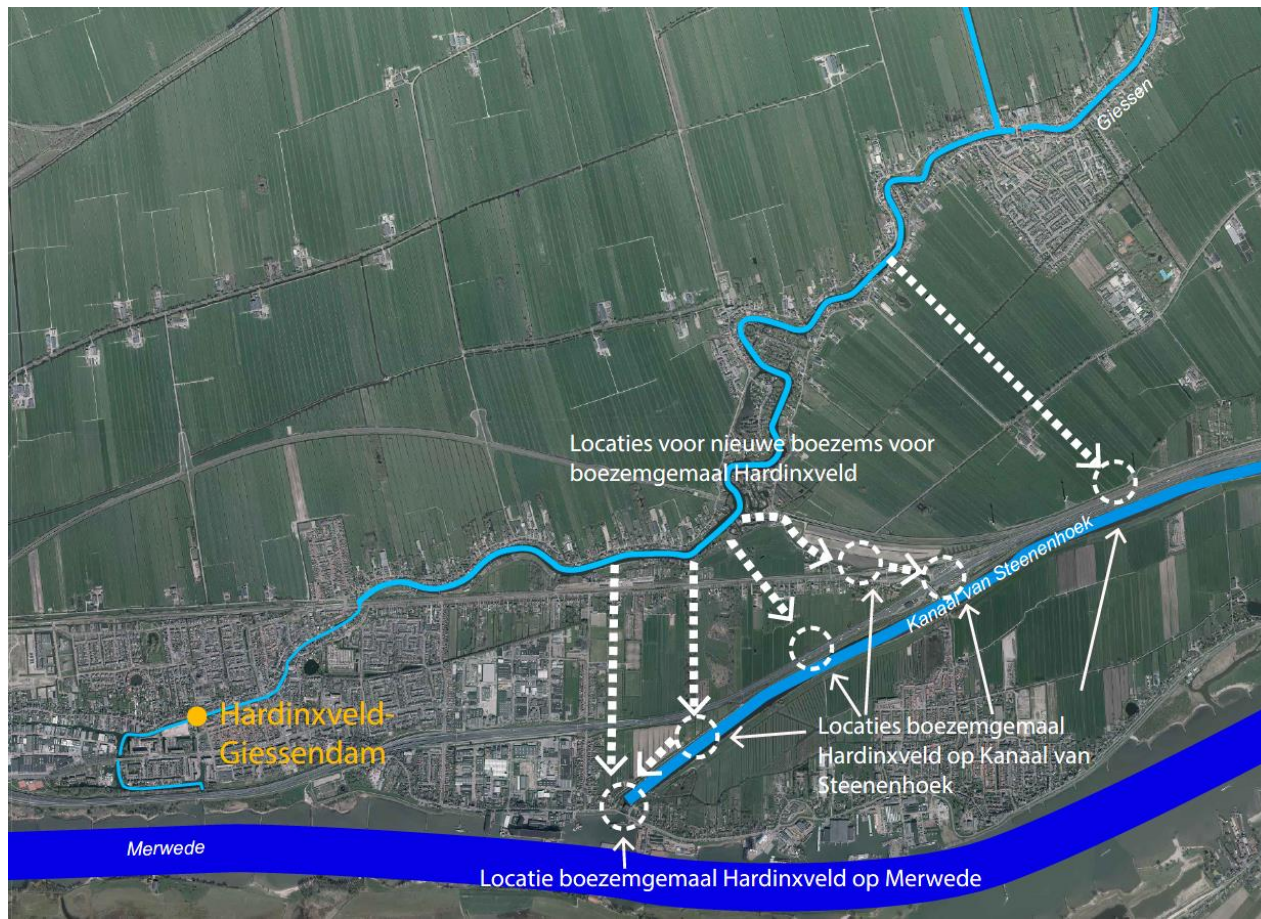 Giessen
Locaties voor nieuwe boezems voor
boezemgemaal Hardinxveld
Kanaal van Steenenhoek
Hardinxveld-
Giessendam
Locaties boezemgemaal
Hardinxveld op Kanaal van
Steenenhoek
Merwede
Locatie boezemgemaal Hardinxveld op Merwede